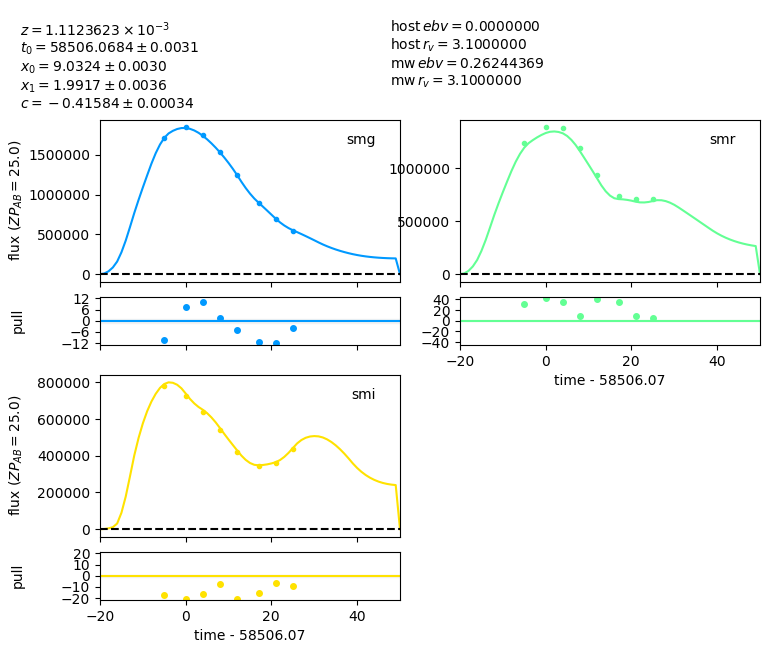 z = 1.1123623 × 10⁻³
t₀ = 58506.0684 ± 0.0031
x₀ = 9.0324 ± 0.0030
x₁ = 1.9917 ± 0.0036
c = −0.41584 ± 0.00034
host ebv = 0.0000000
host r_v = 3.1000000
mw ebv = 0.26244369
mw r_v = 3.1000000
smg
flux (ZP_AB = 25.0)
1500000
1000000
500000
0
smr
1000000
500000
0
pull
12
6
0
−6
−12
40
20
0
−20
−40
−20
0
20
40
time - 58506.07
smi
flux (ZP_AB = 25.0)
800000
600000
400000
200000
0
pull
20
10
0
−10
−20
−20
0
20
40
time - 58506.07